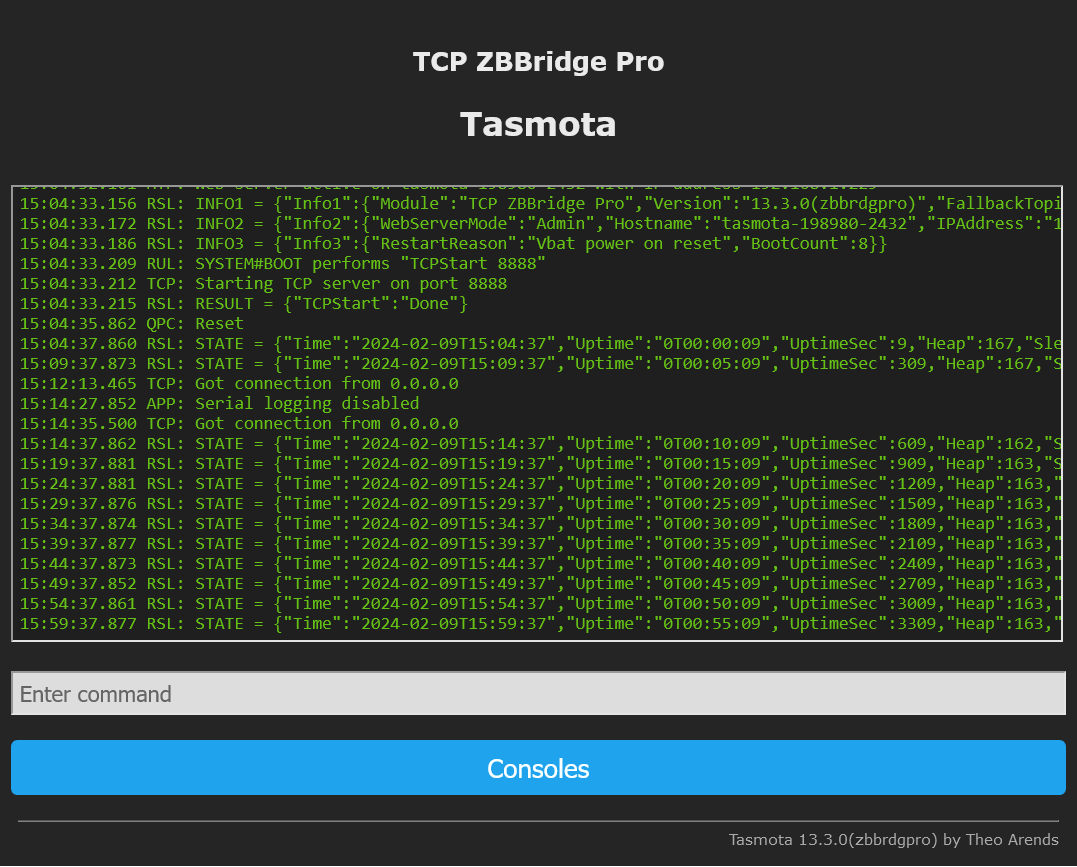 TCP ZBBridge Pro
Tasmota
15:04:33.156 RSL: INFO1 = {"Info1":{"Module":"TCP ZBBridge Pro","Version":"13.3.0(zbbrdgpro)","FallbackTopi
15:04:33.172 RSL: INFO2 = {"Info2":{"WebServerMode":"Admin","Hostname":"tasmota-198980-2432","IPAddress":"1
15:04:33.186 RSL: INFO3 = {"Info3":{"RestartReason":"Vbat power on reset","BootCount":8}}
15:04:33.209 RUL: SYSTEM#BOOT performs "TCPStart 8888"
15:04:33.212 TCP: Starting TCP server on port 8888
15:04:33.215 RSL: RESULT = {"TCPStart":"Done"}
15:04:35.862 QPC: Reset
15:04:37.860 RSL: STATE = {"Time":"2024-02-09T15:04:37","Uptime":"0T00:00:09","UptimeSec":9,"Heap":167,"Sle
15:09:37.873 RSL: STATE = {"Time":"2024-02-09T15:09:37","Uptime":"0T00:05:09","UptimeSec":309,"Heap":167,"S
15:12:13.465 TCP: Got connection from 0.0.0.0
15:14:27.852 APP: Serial logging disabled
15:14:35.500 TCP: Got connection from 0.0.0.0
15:14:37.862 RSL: STATE = {"Time":"2024-02-09T15:14:37","Uptime":"0T00:10:09","UptimeSec":609,"Heap":162,"S
15:19:37.881 RSL: STATE = {"Time":"2024-02-09T15:19:37","Uptime":"0T00:15:09","UptimeSec":909,"Heap":163,"S
15:24:37.881 RSL: STATE = {"Time":"2024-02-09T15:24:37","Uptime":"0T00:20:09","UptimeSec":1209,"Heap":163,"
15:29:37.876 RSL: STATE = {"Time":"2024-02-09T15:29:37","Uptime":"0T00:25:09","UptimeSec":1509,"Heap":163,"
15:34:37.874 RSL: STATE = {"Time":"2024-02-09T15:34:37","Uptime":"0T00:30:09","UptimeSec":1809,"Heap":163,"
15:39:37.877 RSL: STATE = {"Time":"2024-02-09T15:39:37","Uptime":"0T00:35:09","UptimeSec":2109,"Heap":163,"
15:44:37.873 RSL: STATE = {"Time":"2024-02-09T15:44:37","Uptime":"0T00:40:09","UptimeSec":2409,"Heap":163,"
15:49:37.852 RSL: STATE = {"Time":"2024-02-09T15:49:37","Uptime":"0T00:45:09","UptimeSec":2709,"Heap":163,"
15:54:37.861 RSL: STATE = {"Time":"2024-02-09T15:54:37","Uptime":"0T00:50:09","UptimeSec":3009,"Heap":163,"
15:59:37.877 RSL: STATE = {"Time":"2024-02-09T15:59:37","Uptime":"0T00:55:09","UptimeSec":3309,"Heap":163,"
Enter command
Consoles
Tasmota 13.3.0(zbbrdgpro) by Theo Arends